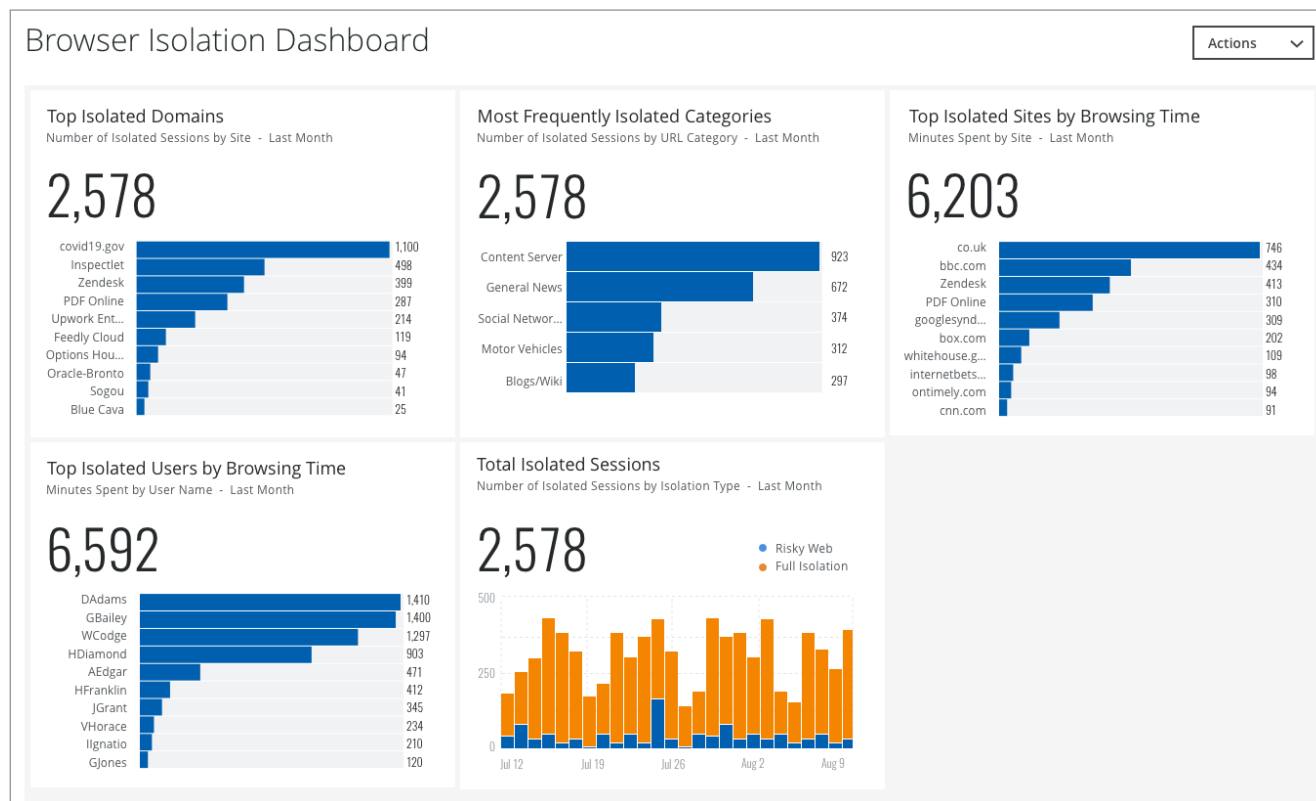 Browser Isolation Dashboard
Actions
Top Isolated Domains
Number of Isolated Sessions by Site - Last Month
2,578
covid19.gov 1,100
Inspectlet 498
Zendesk 399
PDF Online 287
Upwork Ent... 214
Feedly Cloud 119
Options Hou... 94
Oracle-Bronto 47
Sogou 41
Blue Cava 25
Most Frequently Isolated Categories
Number of Isolated Sessions by URL Category - Last Month
2,578
Content Server 923
General News 672
Social Networ... 374
Motor Vehicles 312
Blogs/Wiki 297
Top Isolated Sites by Browsing Time
Minutes Spent by Site - Last Month
6,203
co.uk 746
bbc.com 434
Zendesk 413
PDF Online 310
googlesynd... 309
box.com 202
whitehouse.g... 109
internetbets... 98
ontimely.com 94
cnn.com 91
Top Isolated Users by Browsing Time
Minutes Spent by User Name - Last Month
6,592
DAdams 1,410
GBailey 1,400
WCodge 1,297
HDiamond 903
AEdgar 471
HFranklin 412
JGrant 345
VHorace 234
IIgnatio 210
GJones 120
Total Isolated Sessions
Number of Isolated Sessions by Isolation Type - Last Month
2,578
Risky Web
Full Isolation
500
250
0
Jul 12 Jul 19 Jul 26 Aug 2 Aug 9